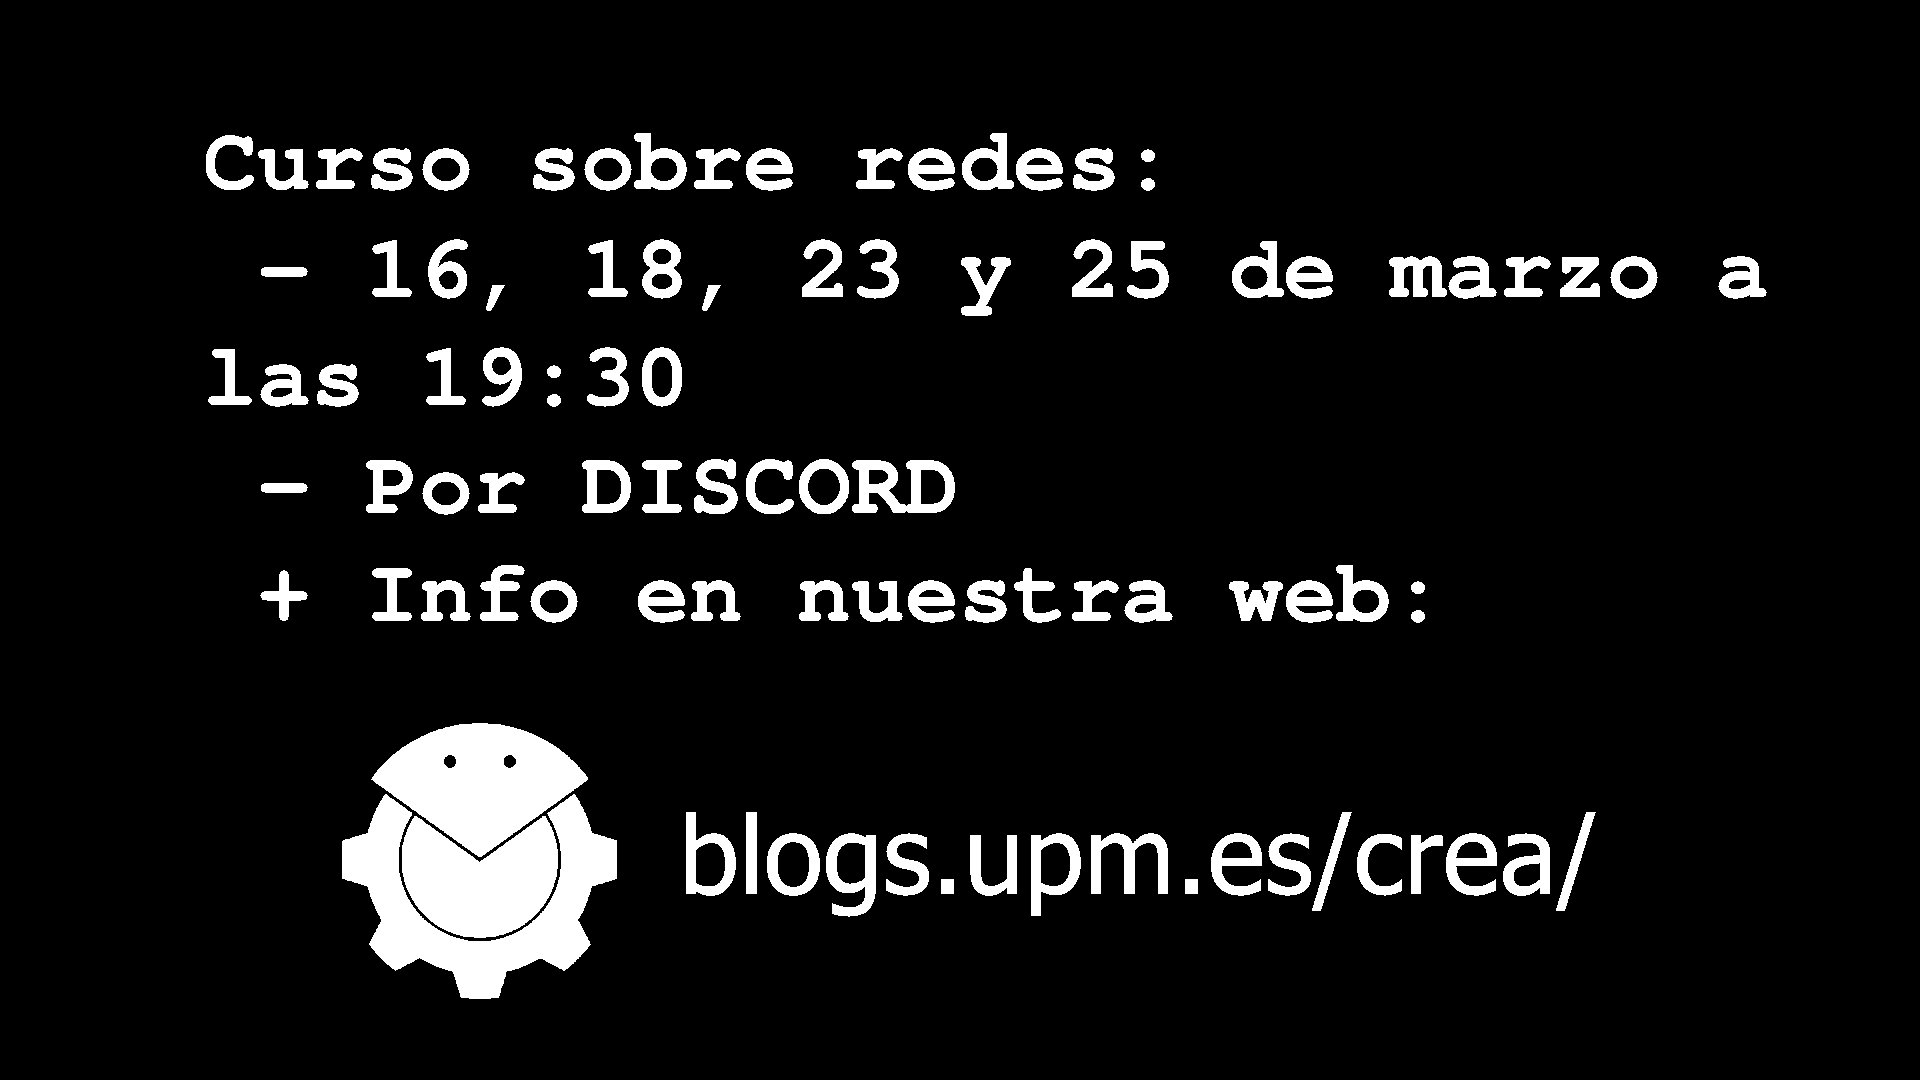 Curso sobre redes:
- 16, 18, 23 y 25 de marzo a
las 19:30
- Por DISCORD
+ Info en nuestra web:
blogs.upm.es/crea/